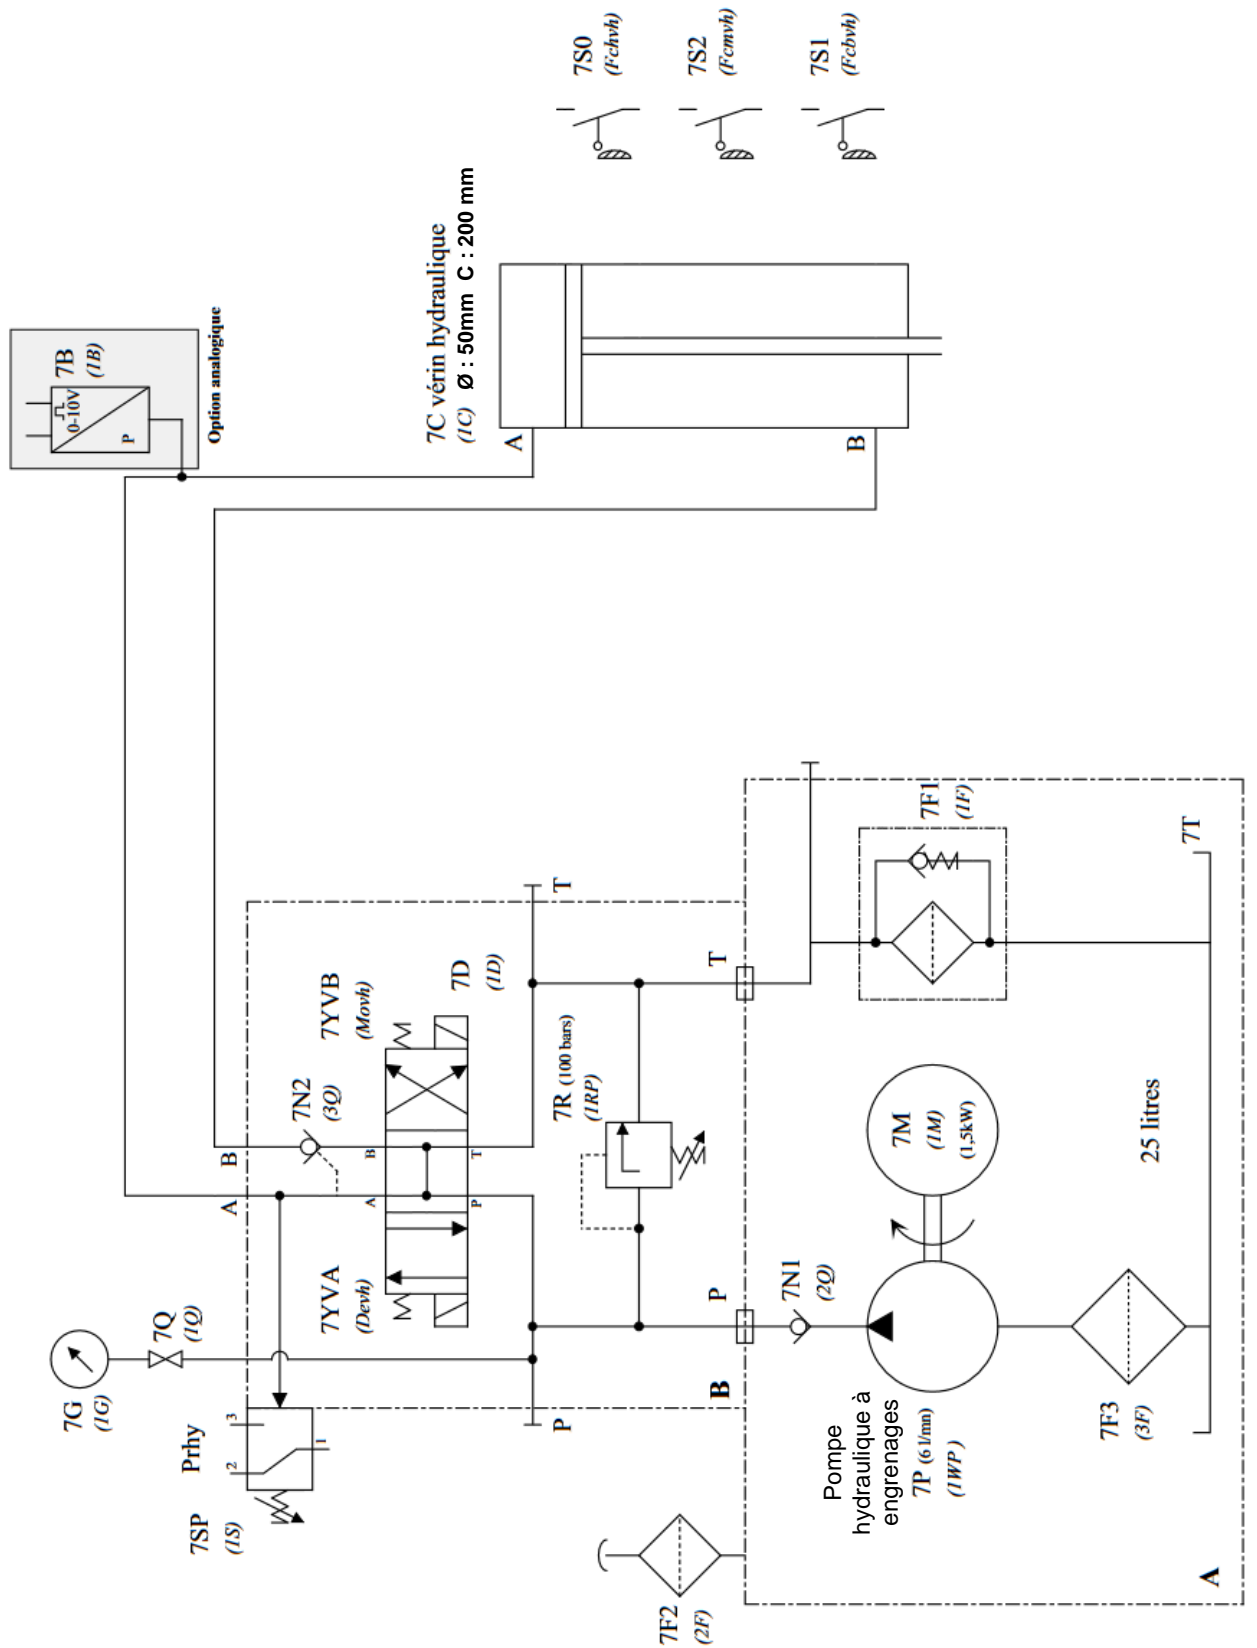 7S0
(Fchvh)
7S2
(Fcmvh)
7S1
(Fcbvh)
7C vérin hydraulique
(1C) Ø : 50mm C : 200 mm
A
B
7B
(1B)
0-10V
P
Option analogique
7G
(1G)
7Q
(1Q)
Prhy
3
2
1
7SP
(1S)
A
B
7N2
(3Q)
7YVA
(Devh)
7YVB
(Movh)
7D
(1D)
A
B
P
T
P
T
7R (100 bars)
(1RP)
P
T
B
7N1
(2Q)
7F2
(2F)
Pompe
hydraulique à
engrenages
7P (6 l/mn)
(1WP)
7M
(1M)
(1,5kW)
7F1
(1F)
7F3
(3F)
25 litres
7T
A